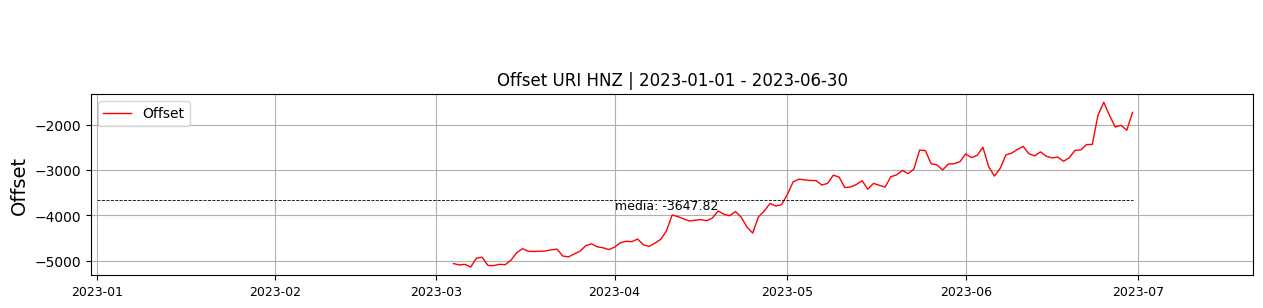 Offset URI HNZ | 2023-01-01 - 2023-06-30
Offset
Offset
−2000
−3000
−4000
−5000
media: -3647.82
2023-01 2023-02 2023-03 2023-04 2023-05 2023-06 2023-07